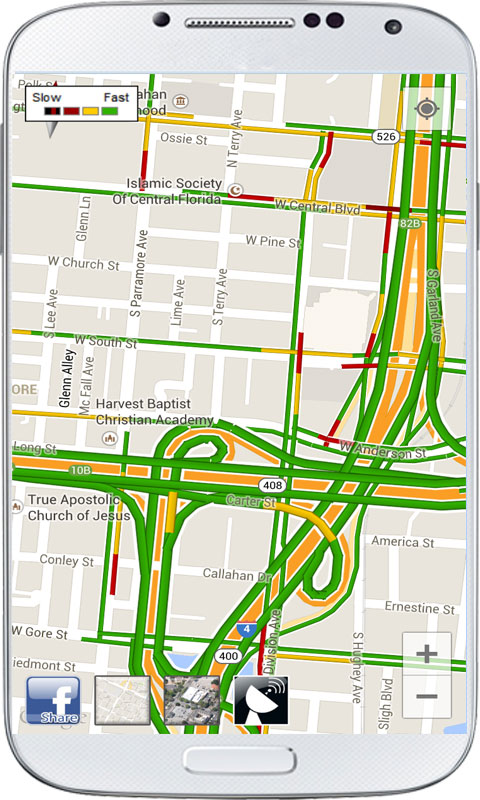 Slow Fast
Ossie St
526
N Terry Ave
Islamic Society
Of Central Florida
W Central Blvd
82B
Glenn Ln
W Pine St
W Church St
S Parramore Ave
S Garland Ave
Lime Ave
S Terry Ave
S Lee Ave
W South St
Glenn Alley
Mc Fall Ave
ORE
Harvest Baptist
Christian Academy
Long St
W Anderson St
10B
408
True Apostolic
Church of Jesus
Carter St
America St
Conley St
Callahan Dr
Ernestine St
4
W Gore St
400
Division Ave
S Hughey Ave
iedmont St
+
−
Sligh Blvd
f
Share